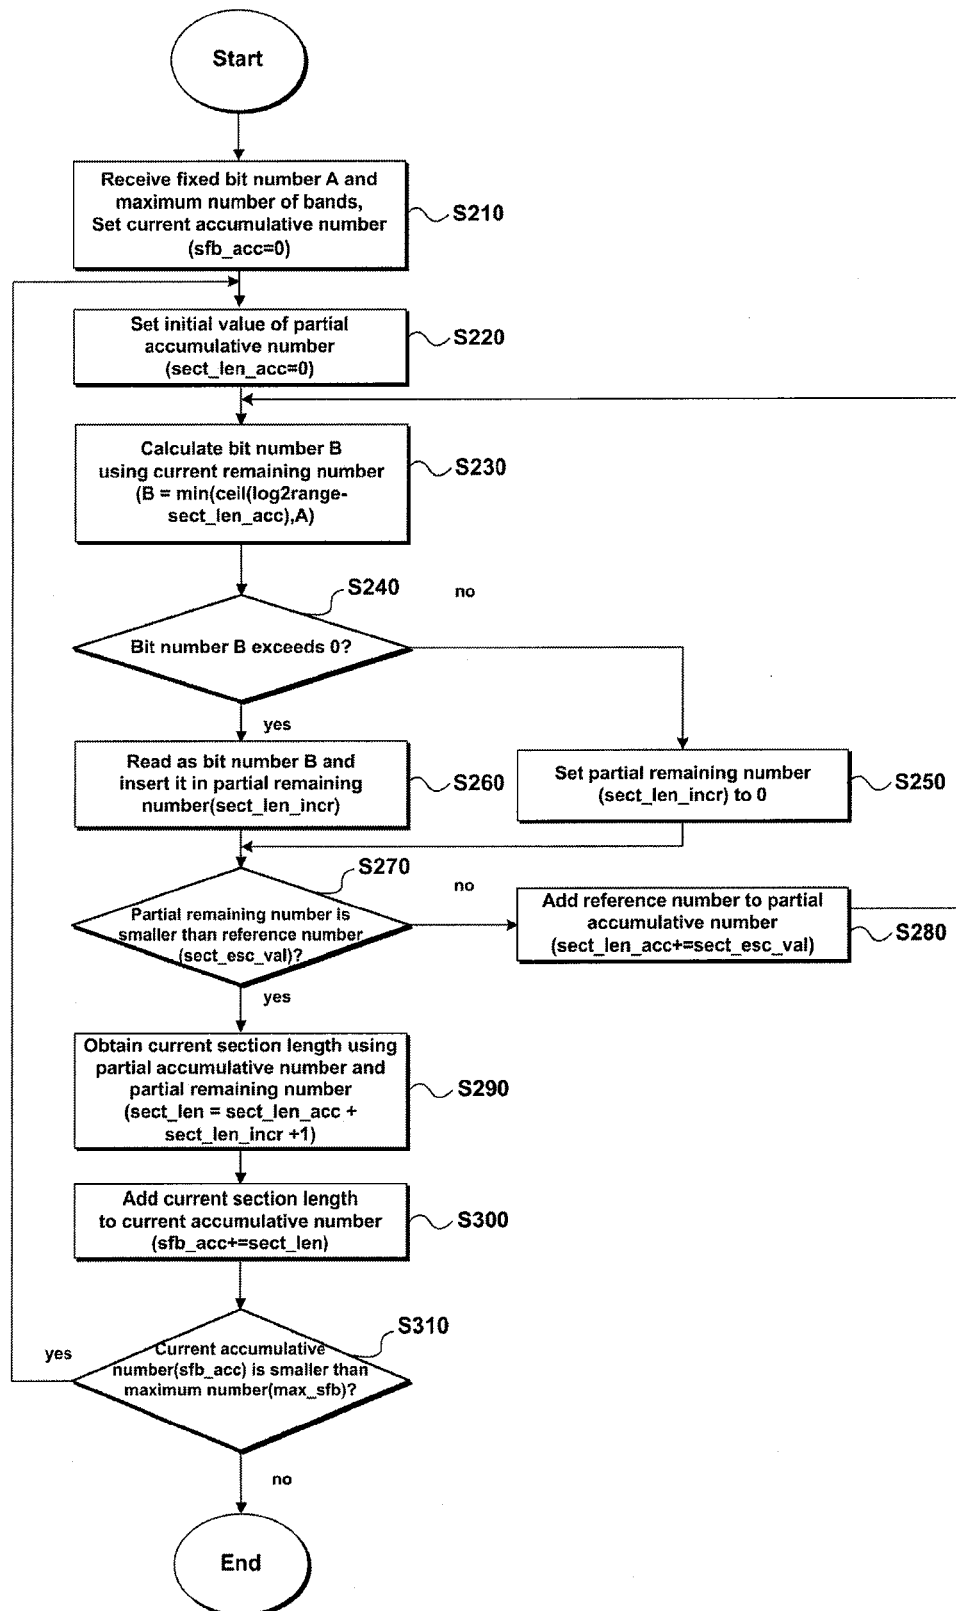 Start
Receive fixed bit number A and
maximum number of bands,
Set current accumulative number
(sfb_acc=0)
S210
Set initial value of partial
accumulative number
(sect_len_acc=0)
S220
Calculate bit number B
using current remaining number
(B = min(ceil(log2range-
sect_len_acc),A)
S230
S240
no
Bit number B exceeds 0?
yes
Read as bit number B and
insert it in partial remaining
number(sect_len_incr)
S260
Set partial remaining number
(sect_len_incr) to 0
S250
S270
no
Partial remaining number is
smaller than reference number
(sect_esc_val)?
yes
Add reference number to partial
accumulative number
(sect_len_acc+=sect_esc_val)
S280
Obtain current section length using
partial accumulative number and
partial remaining number
(sect_len = sect_len_acc +
sect_len_incr +1)
S290
Add current section length
to current accumulative number
(sfb_acc+=sect_len)
S300
S310
yes
Current accumulative
number(sfb_acc) is smaller than
maximum number(max_sfb)?
no
End